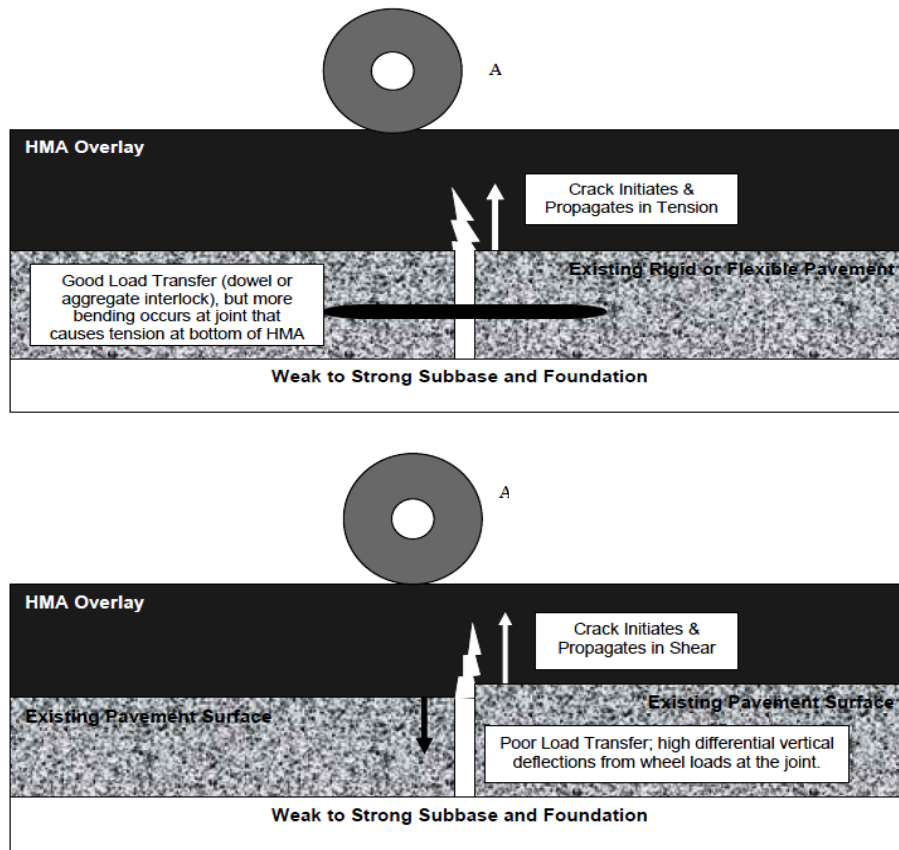 A
HMA Overlay
Crack Initiates &
Propagates in Tension
Good Load Transfer (dowel or
aggregate interlock), but more
bending occurs at joint that
causes tension at bottom of HMA
Existing Rigid or Flexible Pavement
Weak to Strong Subbase and Foundation
A
HMA Overlay
Crack Initiates &
Propagates in Shear
Existing Pavement Surface
Existing Pavement Surface
Poor Load Transfer; high differential vertical
deflections from wheel loads at the joint.
Weak to Strong Subbase and Foundation